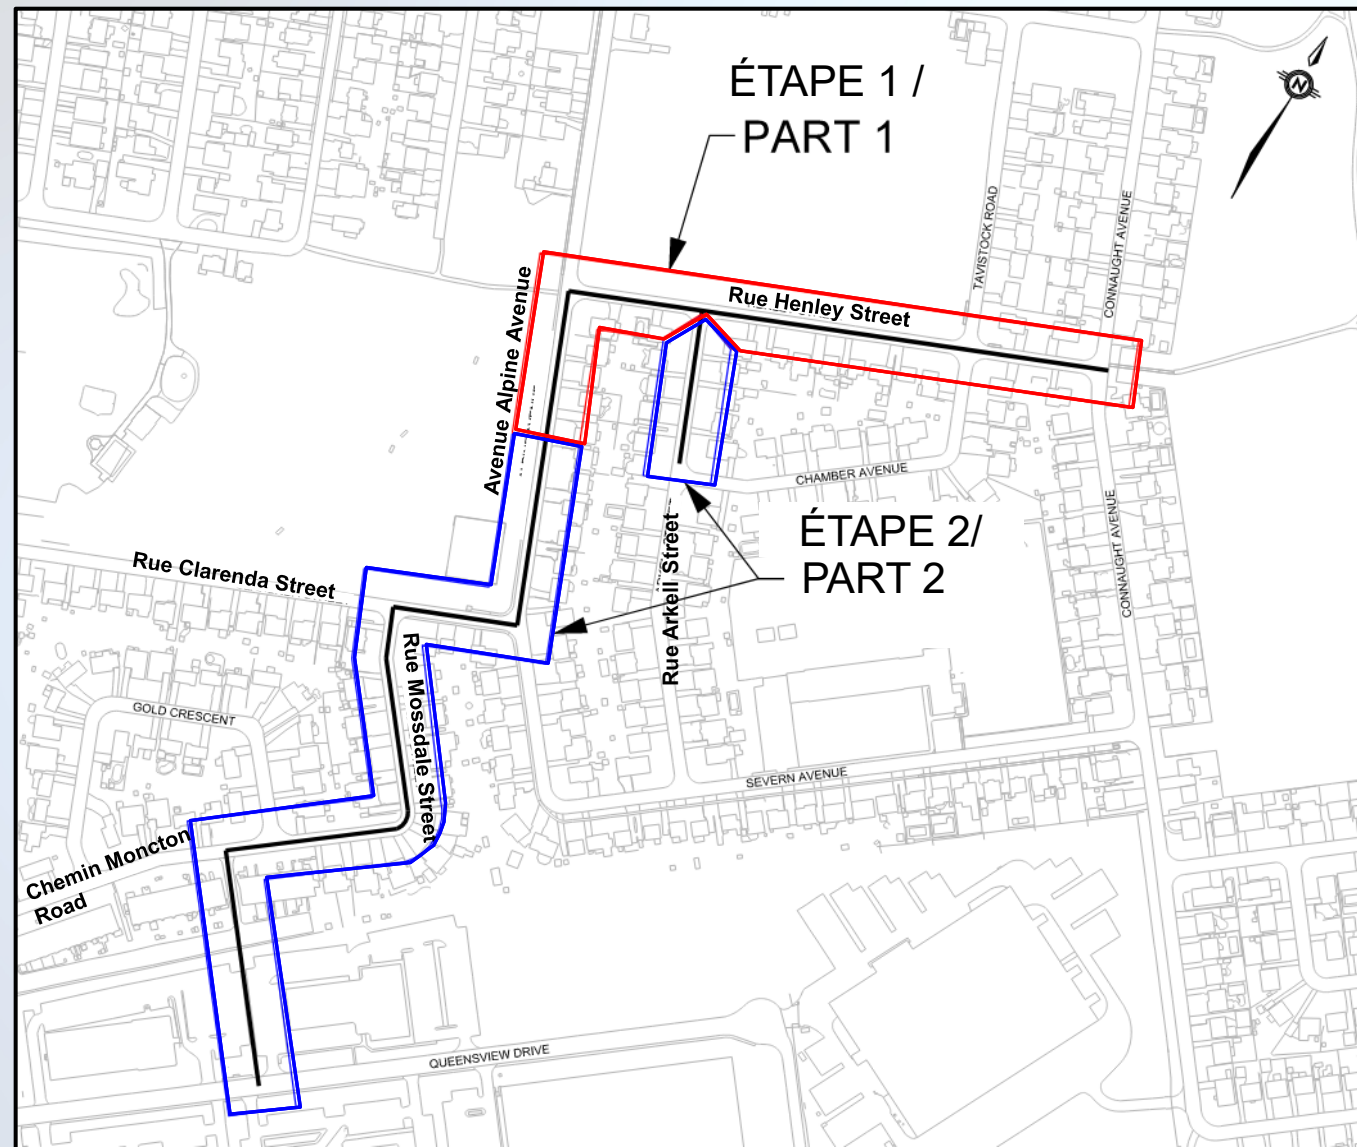 ÉTAPE 1 /
PART 1
N
TAVISTOCK ROAD
CONNAUGHT AVENUE
Rue Henley Street
Avenue Alpine Avenue
CHAMBER AVENUE
ÉTAPE 2/
PART 2
CONNAUGHT AVENUE
Rue Clarenda Street
Rue Arkell Street
Rue Mossdale Street
GOLD CRESCENT
SEVERN AVENUE
Chemin Moncton
Road
QUEENSVIEW DRIVE